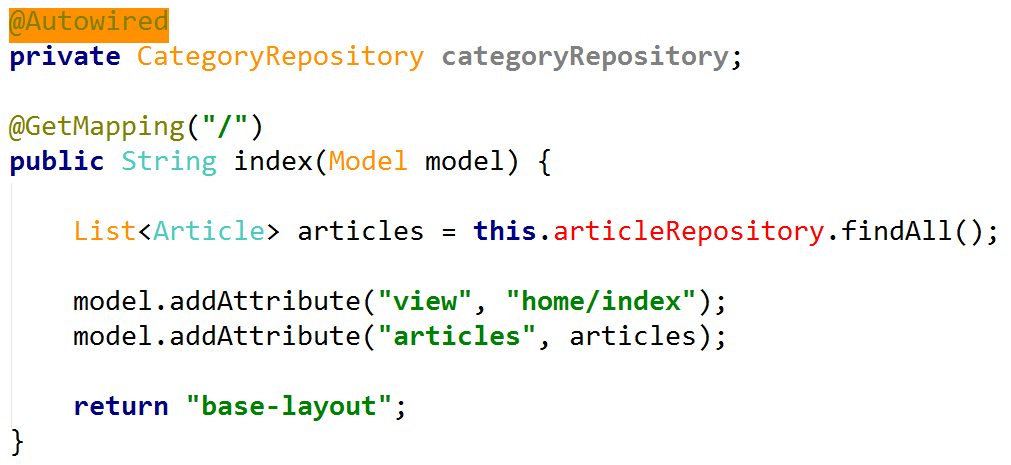 @Autowired
private CategoryRepository categoryRepository;
@GetMapping("/")
public String index(Model model) {
List<Article> articles = this.articleRepository.findAll();
model.addAttribute("view", "home/index");
model.addAttribute("articles", articles);
return "base-layout";
}